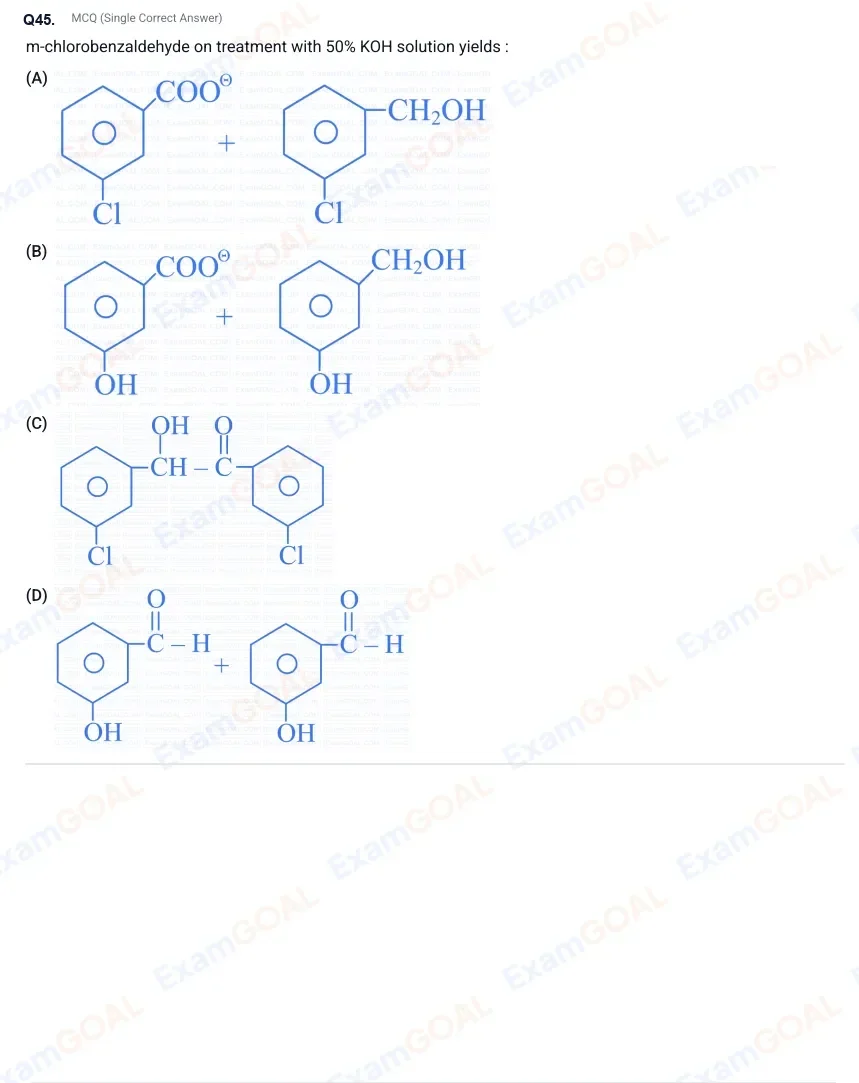 Q45. MCQ (Single Correct Answer)
m-chlorobenzaldehyde on treatment with 50% KOH solution yields :
(A)
COO⊖
+
CH₂OH
Cl
Cl
(B)
COO⊖
+
CH₂OH
OH
OH
(C)
OH O
CH – C
Cl
Cl
(D)
O
C – H
+
O
C – H
OH
OH
ExamGOAL